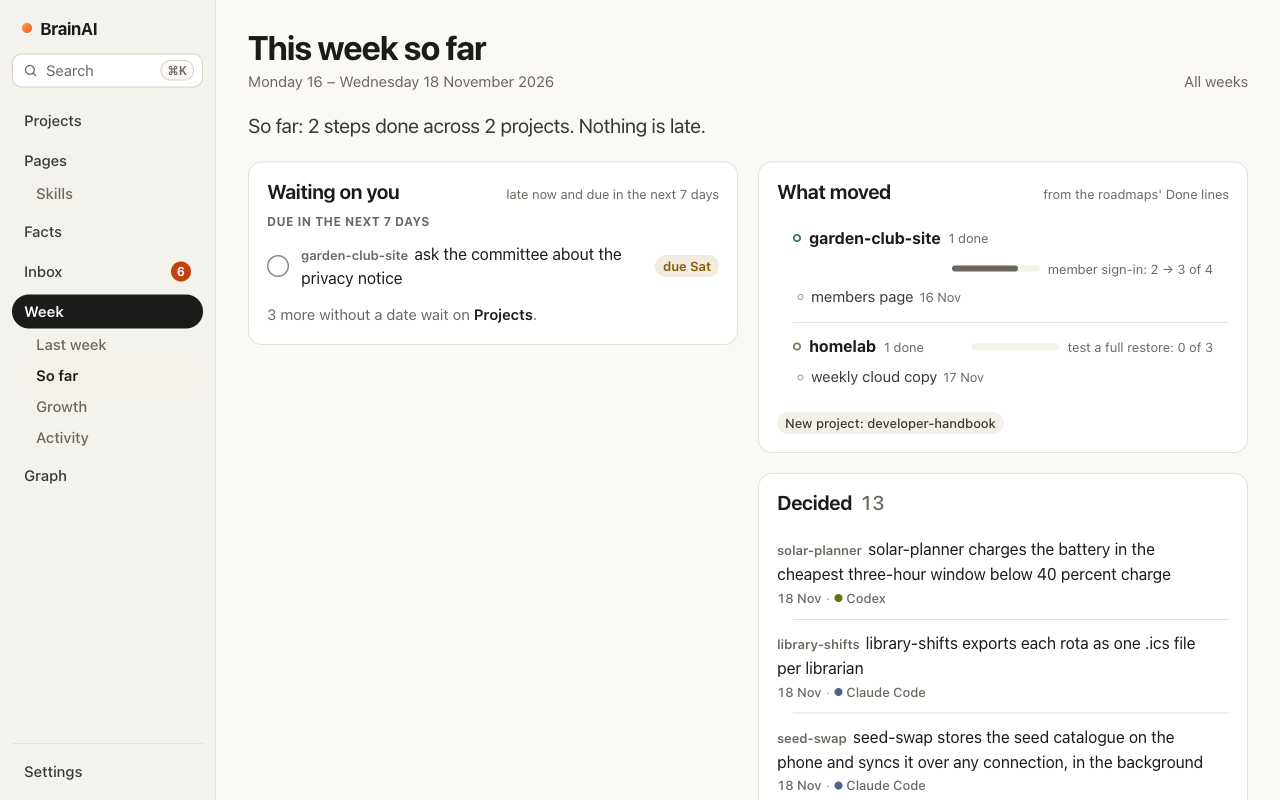 BrainAI
Search ⌘K
Projects
Pages
Skills
Facts
Inbox 6
Week
Last week
So far
Growth
Activity
Graph
Settings
This week so far
Monday 16 – Wednesday 18 November 2026
All weeks
So far: 2 steps done across 2 projects. Nothing is late.
Waiting on you
late now and due in the next 7 days
DUE IN THE NEXT 7 DAYS
garden-club-site ask the committee about the
privacy notice
due Sat
3 more without a date wait on Projects.
What moved
from the roadmaps' Done lines
garden-club-site 1 done
member sign-in: 2 → 3 of 4
members page 16 Nov
homelab 1 done
test a full restore: 0 of 3
weekly cloud copy 17 Nov
New project: developer-handbook
Decided 13
solar-planner solar-planner charges the battery in the
cheapest three-hour window below 40 percent charge
18 Nov · Codex
library-shifts library-shifts exports each rota as one .ics file
per librarian
18 Nov · Claude Code
seed-swap seed-swap stores the seed catalogue on the
phone and syncs it over any connection, in the background
18 Nov · Claude Code